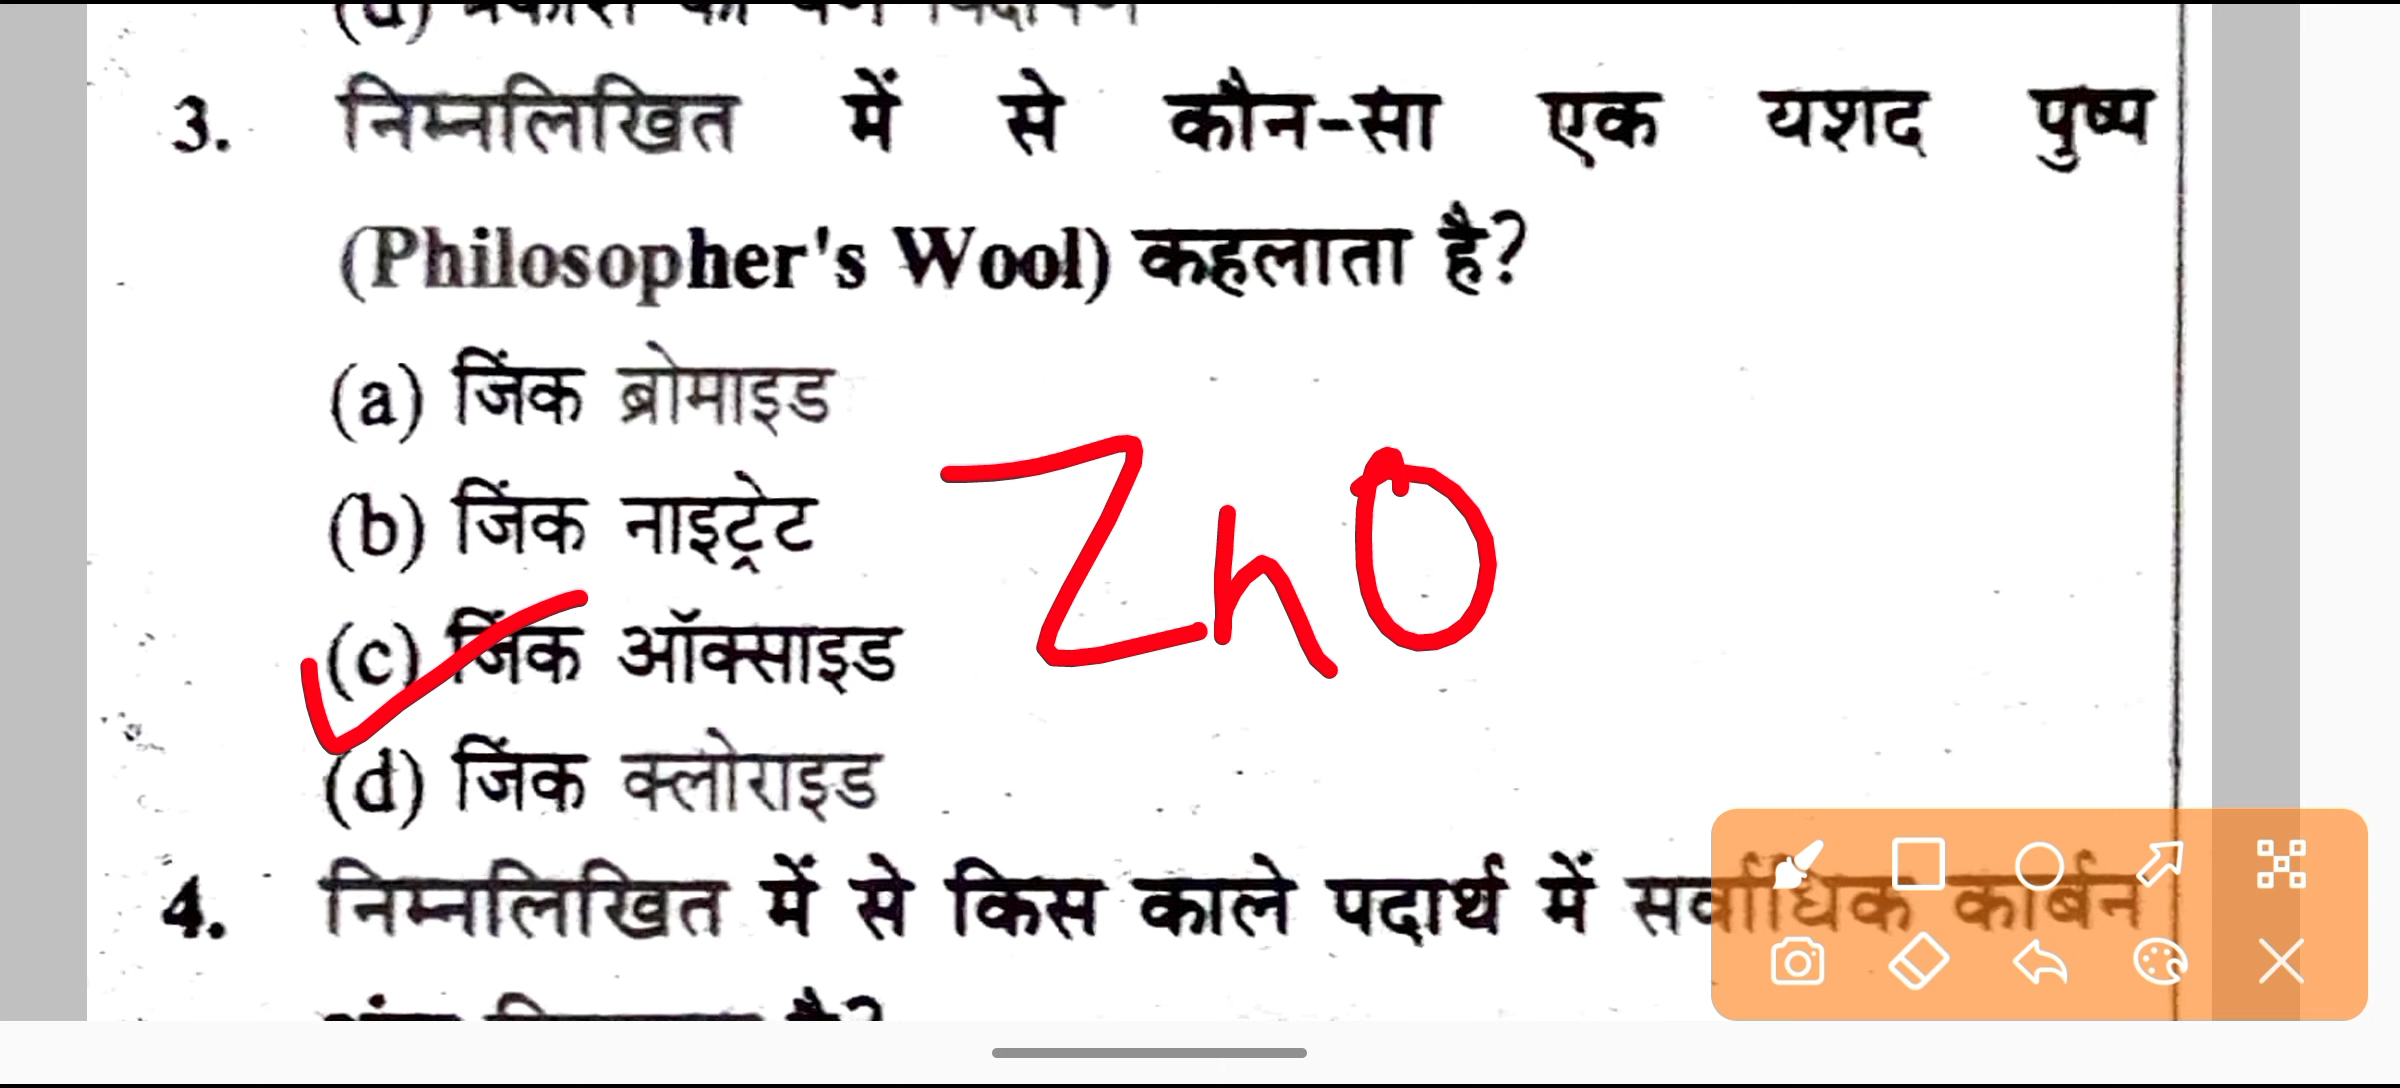 3. निम्नलिखित में से कौन-सा एक यशद पुष्प
(Philosopher's Wool) कहलाता है?
(a) जिंक ब्रोमाइड
(b) जिंक नाइट्रेट
ZnO
(c) जिंक ऑक्साइड
(d) जिंक क्लोराइड
4. निम्नलिखित में से किस काले पदार्थ में सर्वाधिक कार्बन
है?